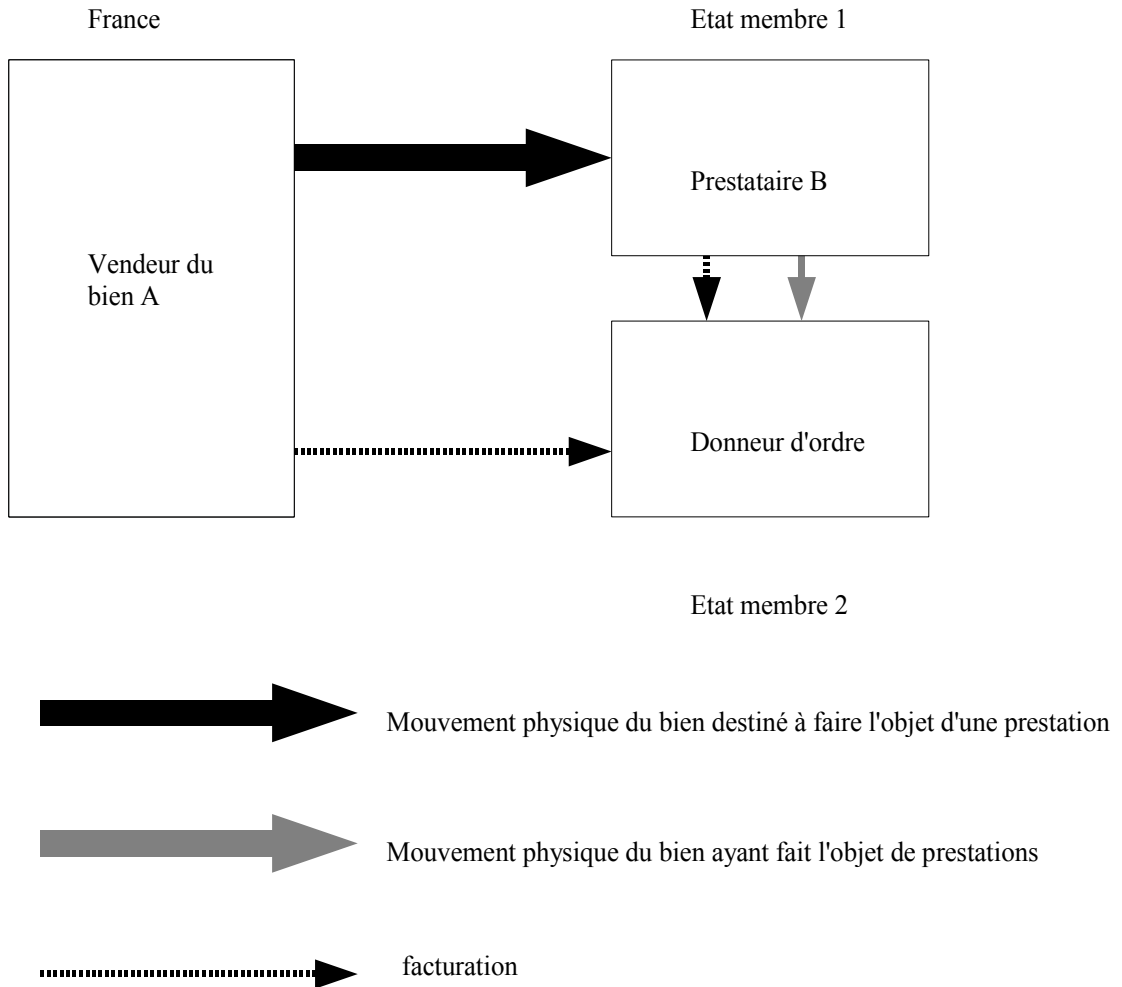 France
Etat membre 1
Prestataire B
Vendeur du
bien A
Donneur d'ordre
Etat membre 2
Mouvement physique du bien destiné à faire l'objet d'une prestation
Mouvement physique du bien ayant fait l'objet de prestations
facturation